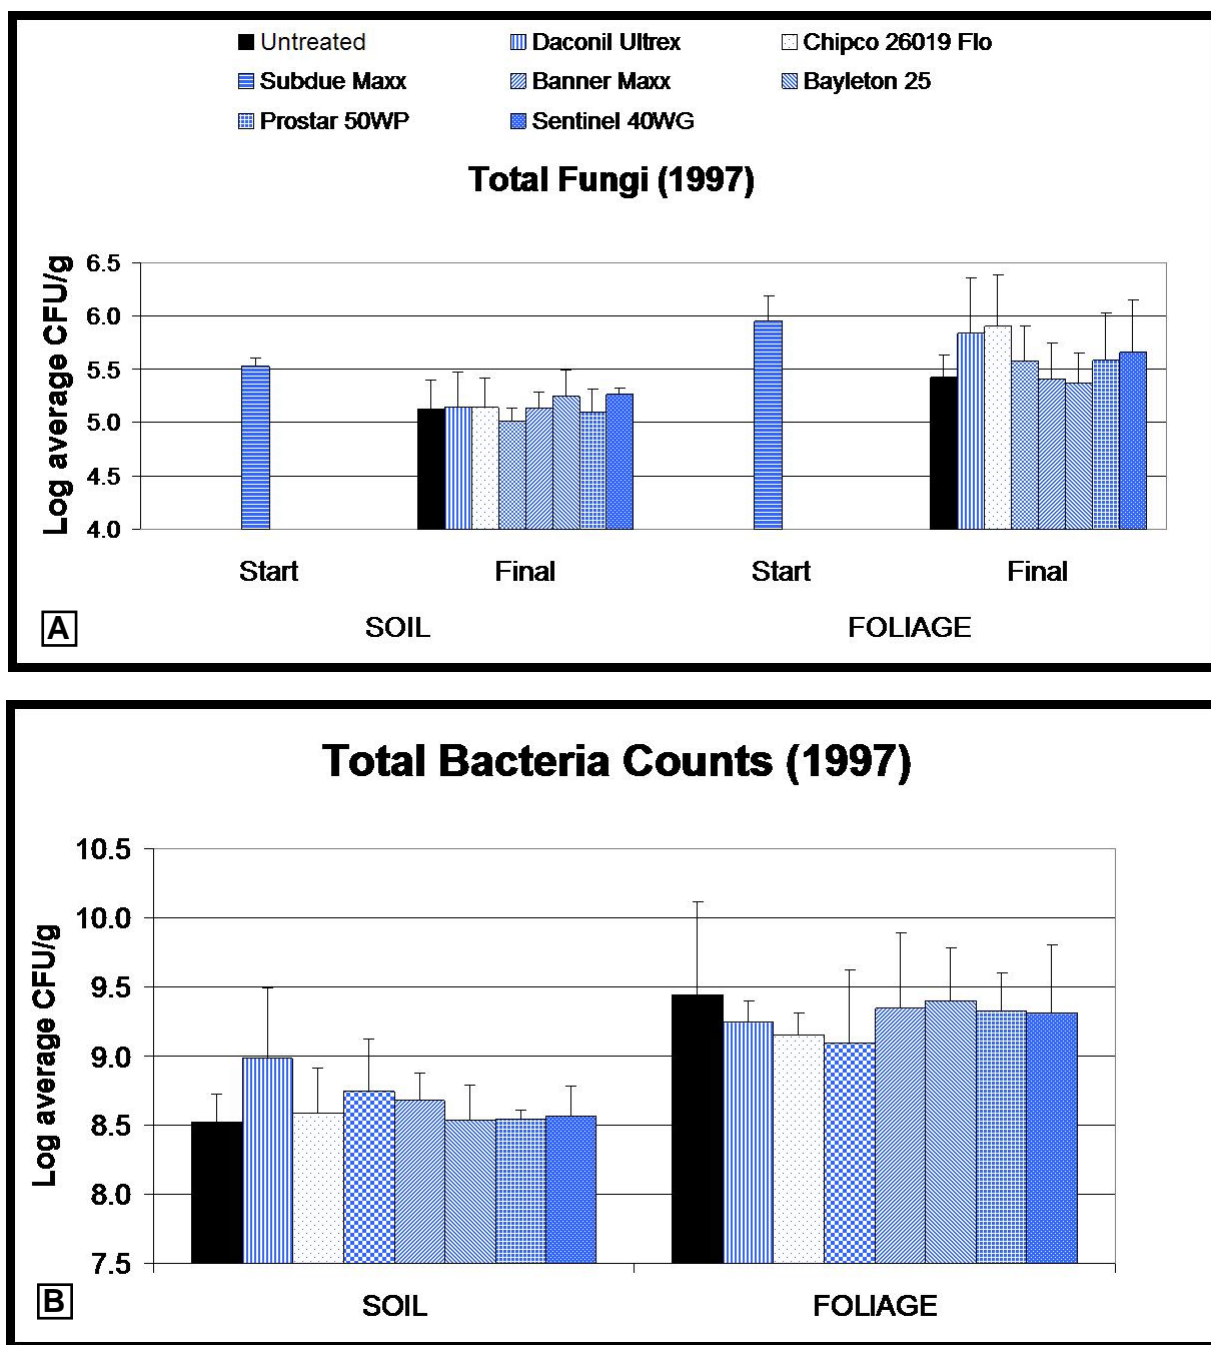 Untreated Daconil Ultrex Chipco 26019 Flo
Subdue Maxx Banner Maxx Bayleton 25
Prostar 50WP Sentinel 40WG
Total Fungi (1997)
Log average CFU/g
6.5
6.0
5.5
5.0
4.5
4.0
Start Final Start Final
SOIL FOLIAGE
A
Total Bacteria Counts (1997)
Log average CFU/g
10.5
10.0
9.5
9.0
8.5
8.0
7.5
SOIL FOLIAGE
B